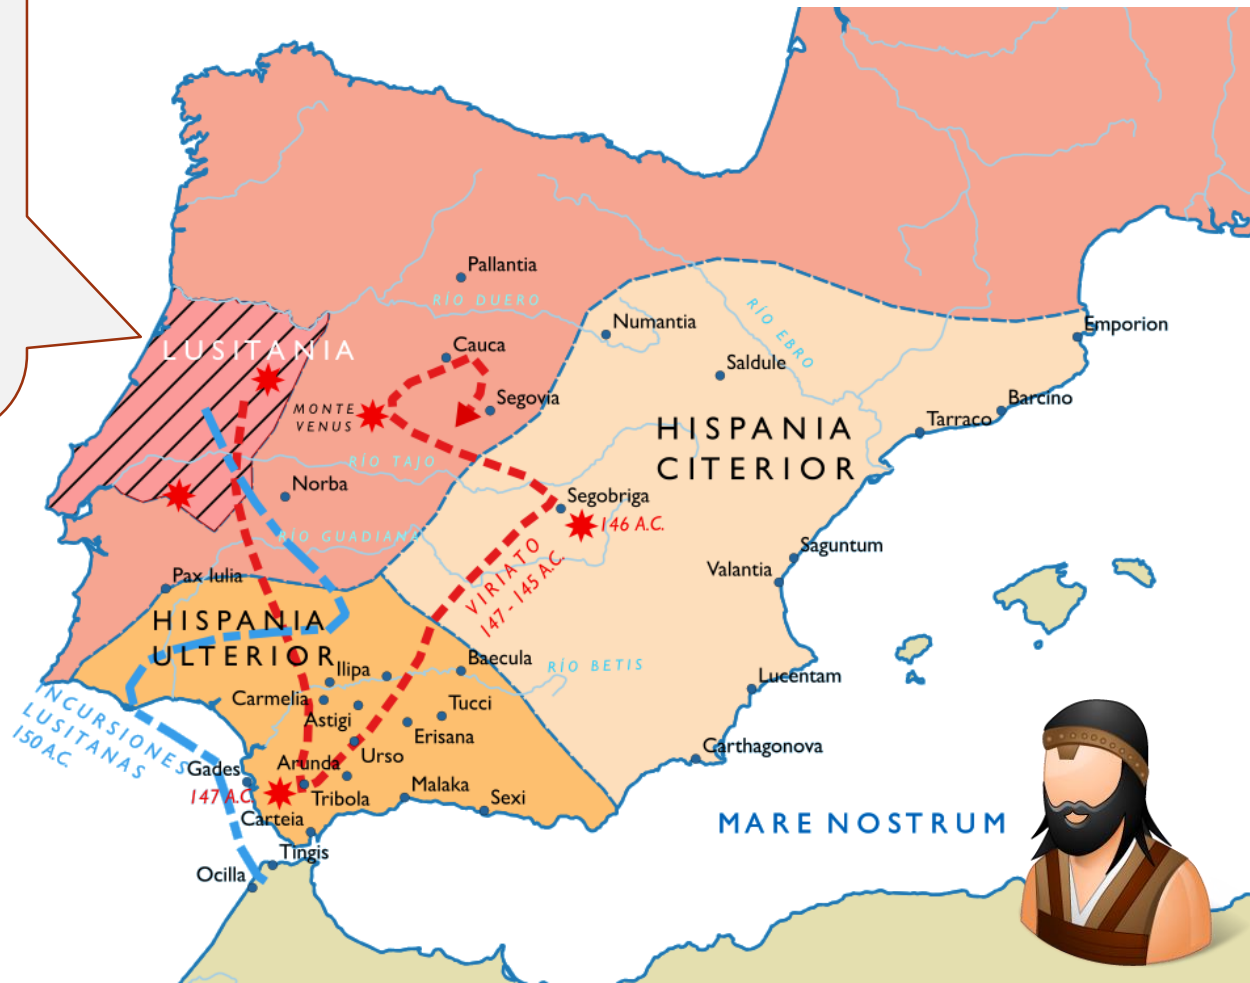 Pallantia
RÍO DUERO
Numantia
RÍO EBRO
Emporion
LUSITANIA
Cauca
Saldule
MONTE
VENUS
Segovia
Barcino
Tarraco
HISPANIA
CITERIOR
RÍO TAJO
Norba
Segobriga
146 A.C.
RÍO GUADIANA
VIRIATO
147 - 145 A.C.
Saguntum
Valantia
Pax Iulia
HISPANIA
ULTERIOR
Ilipa
Baecula
RÍO BETIS
Lucentam
INCURSIONES
LUSITANAS
150 A.C.
Carmelia
Astigi
Tucci
Erisana
Urso
Carthagonova
Gades
Arunda
147 A.C.
Tribola
Malaka
Sexi
Carteia
MARE NOSTRUM
Tingis
Ocilla